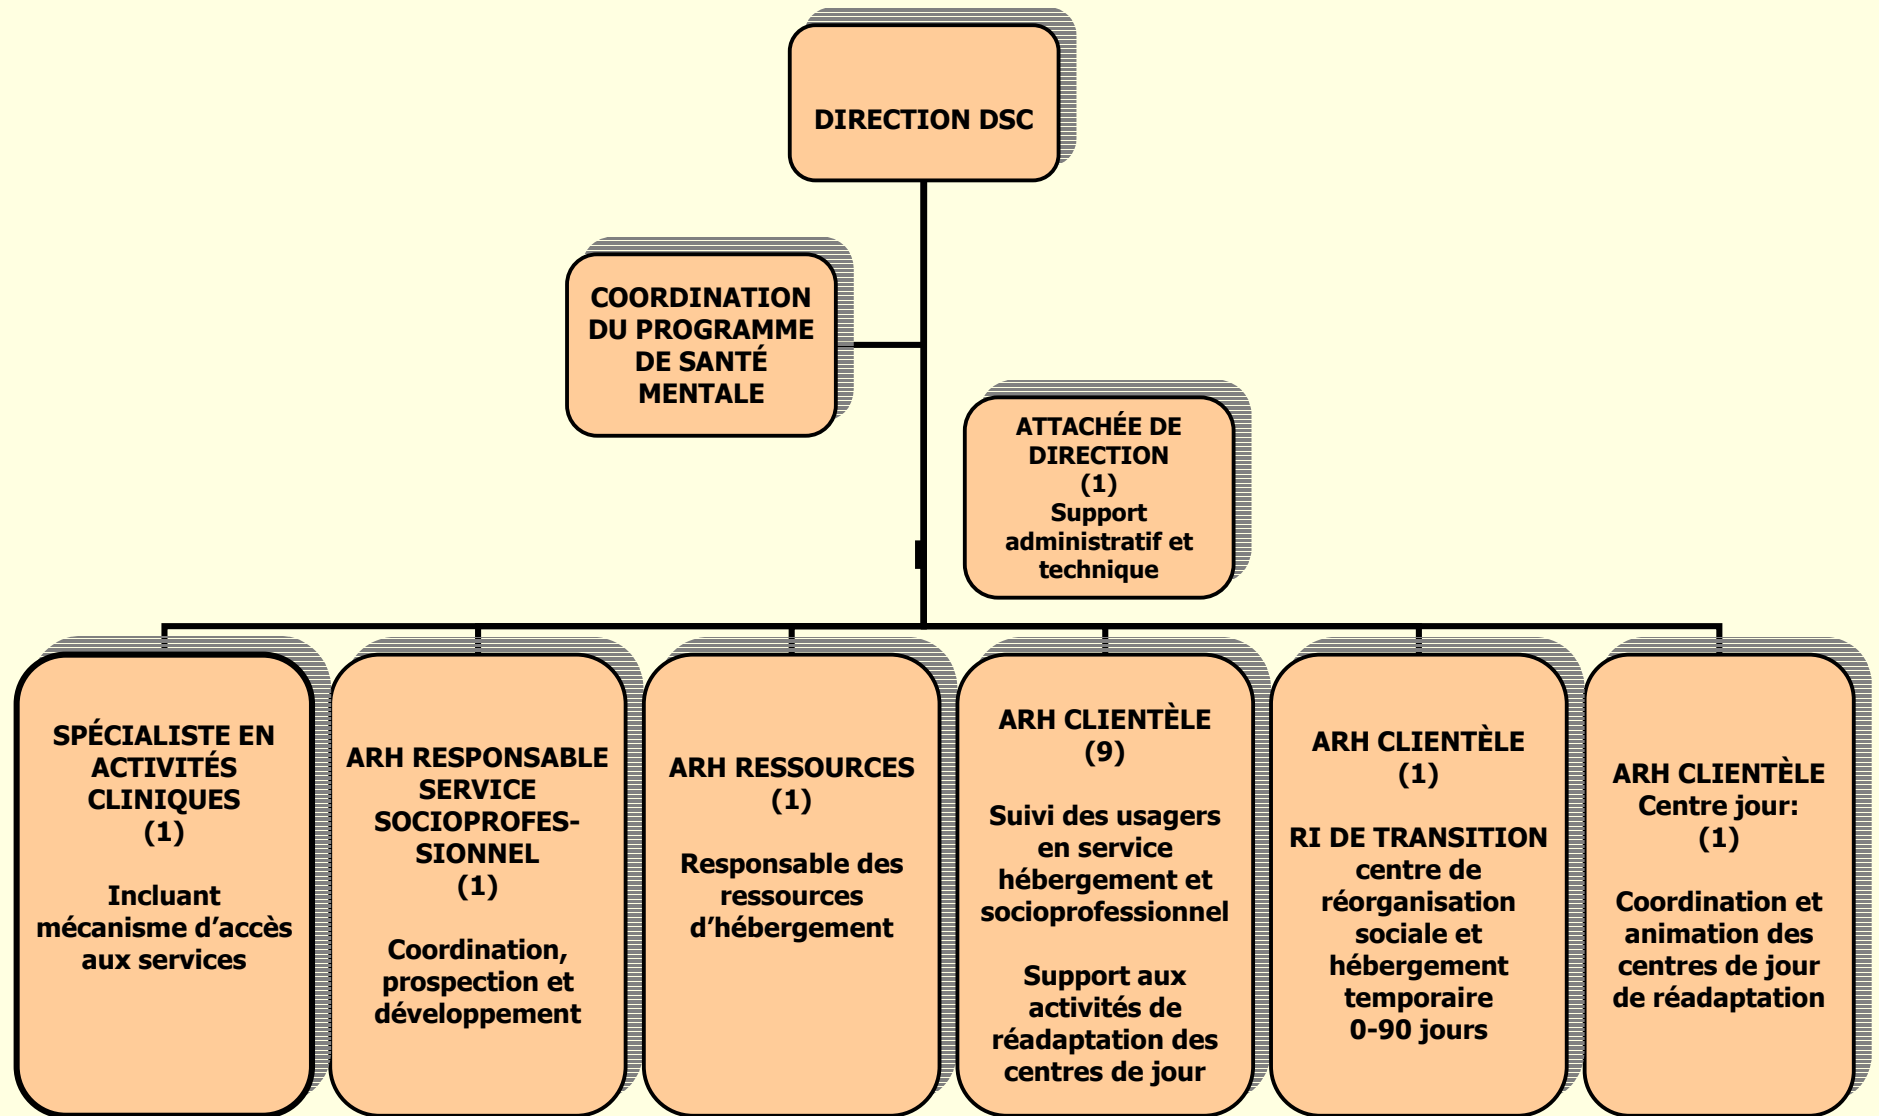 DIRECTION DSC
COORDINATION
DU PROGRAMME
DE SANTÉ
MENTALE
ATTACHÉE DE
DIRECTION
(1)
Support
administratif et
technique
SPÉCIALISTE EN
ACTIVITÉS
CLINIQUES
(1)
Incluant
mécanisme d’accès
aux services
ARH RESPONSABLE
SERVICE
SOCIOPROFES-
SIONNEL
(1)
Coordination,
prospection et
développement
ARH RESSOURCES
(1)
Responsable des
ressources
d’hébergement
ARH CLIENTÈLE
(9)
Suivi des usagers
en service
hébergement et
socioprofessionnel
Support aux
activités de
réadaptation des
centres de jour
ARH CLIENTÈLE
(1)
RI DE TRANSITION
centre de
réorganisation
sociale et
hébergement
temporaire
0-90 jours
ARH CLIENTÈLE
Centre jour:
(1)
Coordination et
animation des
centres de jour
de réadaptation